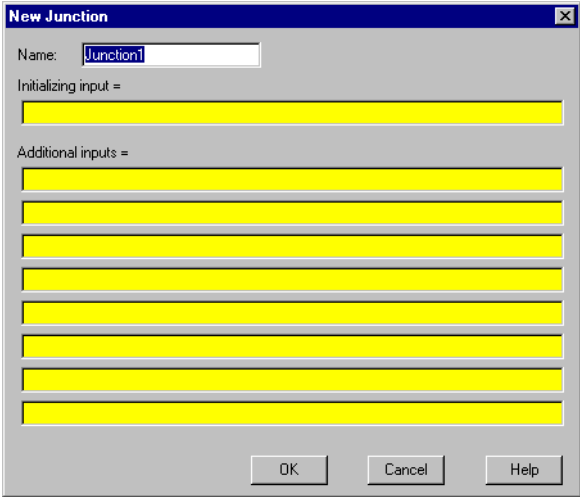 New Junction
Name: Junction1
Initializing input =
Additional inputs =
OK Cancel Help